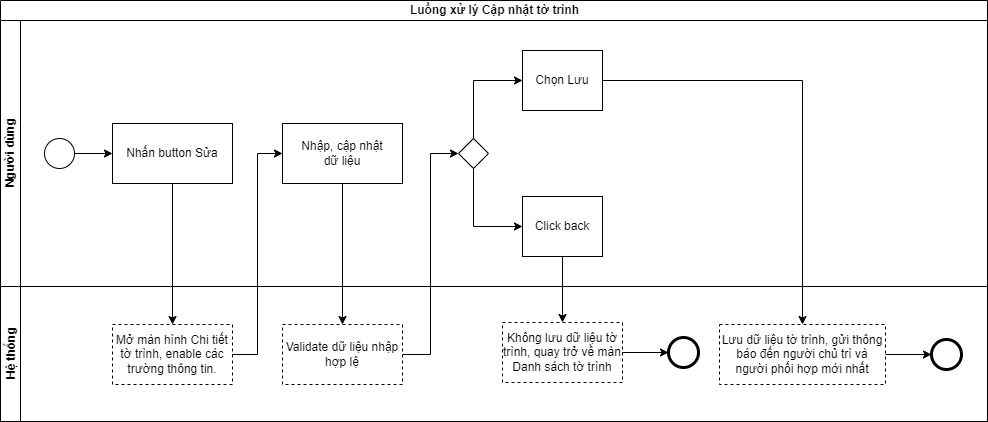 Luồng xử lý Cập nhật tờ trình
Người dùng
Nhấn button Sửa
Nhập, cập nhật
dữ liệu
Chọn Lưu
Click back
Hệ thống
Mở màn hình Chi tiết
tờ trình, enable các
trường thông tin.
Validate dữ liệu nhập
hợp lệ
Không lưu dữ liệu tờ
trình, quay trở về màn
Danh sách tờ trình
Lưu dữ liệu tờ trình, gửi thông
báo đến người chủ trì và
người phối hợp mới nhất